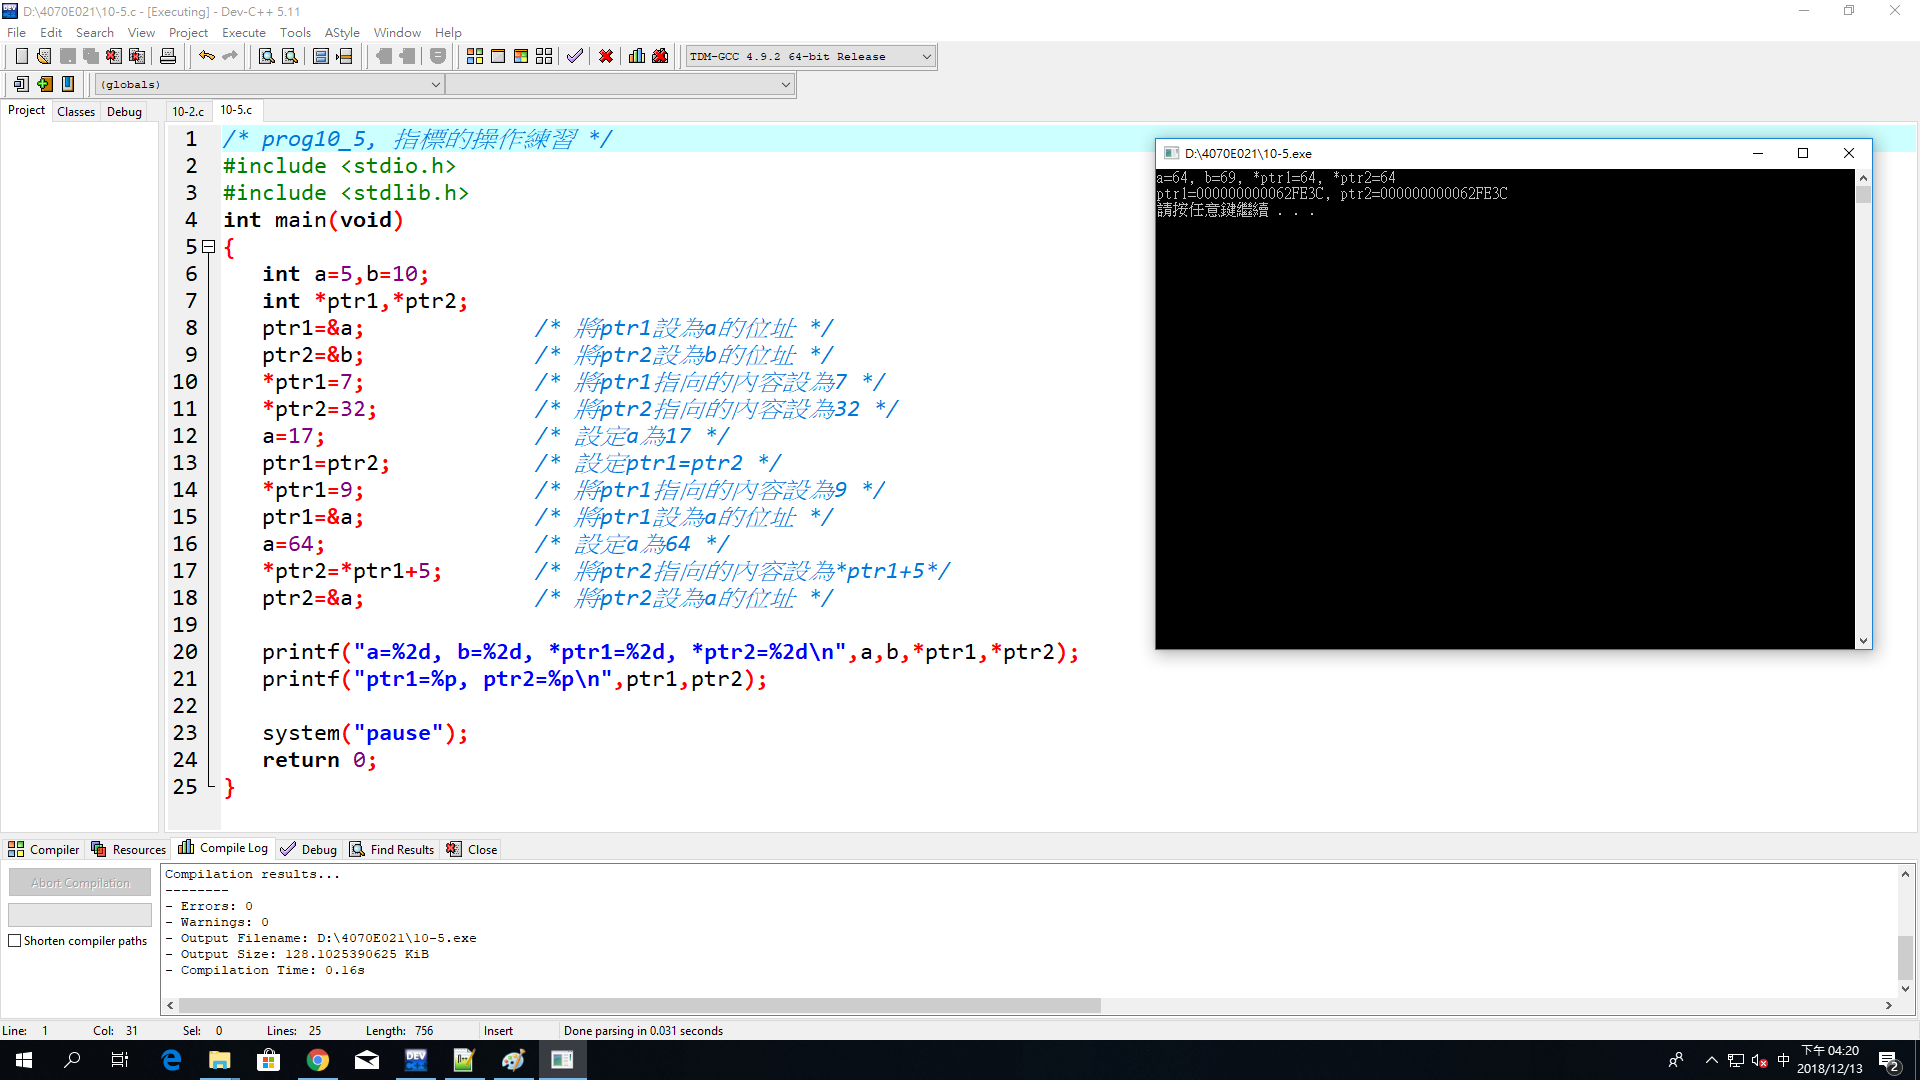 D:\4070E021\10-5.c - [Executing] - Dev-C++ 5.11
File Edit Search View Project Execute Tools AStyle Window Help
TDM-GCC 4.9.2 64-bit Release
(globals)
Project Classes Debug 10-2.c 10-5.c
1 /* prog10_5, 指標的操作練習 */
2 #include <stdio.h>
3 #include <stdlib.h>
4 int main(void)
5 {
6 int a=5,b=10;
7 int *ptr1,*ptr2;
8 ptr1=&a; /* 將ptr1設為a的位址 */
9 ptr2=&b; /* 將ptr2設為b的位址 */
10 *ptr1=7; /* 將ptr1指向的內容設為7 */
11 *ptr2=32; /* 將ptr2指向的內容設為32 */
12 a=17; /* 設定a為17 */
13 ptr1=ptr2; /* 設定ptr1=ptr2 */
14 *ptr1=9; /* 將ptr1指向的內容設為9 */
15 ptr1=&a; /* 將ptr1設為a的位址 */
16 a=64; /* 設定a為64 */
17 *ptr2=*ptr1+5; /* 將ptr2指向的內容設為*ptr1+5*/
18 ptr2=&a; /* 將ptr2設為a的位址 */
19
20 printf("a=%2d, b=%2d, *ptr1=%2d, *ptr2=%2d\n",a,b,*ptr1,*ptr2);
21 printf("ptr1=%p, ptr2=%p\n",ptr1,ptr2);
22
23 system("pause");
24 return 0;
25 }
D:\4070E021\10-5.exe
a=64, b=69, *ptr1=64, *ptr2=64
ptr1=000000000062FE3C, ptr2=000000000062FE3C
請按任意鍵繼續 . . .
Compiler Resources Compile Log Debug Find Results Close
Abort Compilation
Shorten compiler paths
Compilation results...
--------
- Errors: 0
- Warnings: 0
- Output Filename: D:\4070E021\10-5.exe
- Output Size: 128.1025390625 KiB
- Compilation Time: 0.16s
Line: 1 Col: 31 Sel: 0 Lines: 25 Length: 756 Insert Done parsing in 0.031 seconds
DEV
中
下午 04:20
2018/12/13
2